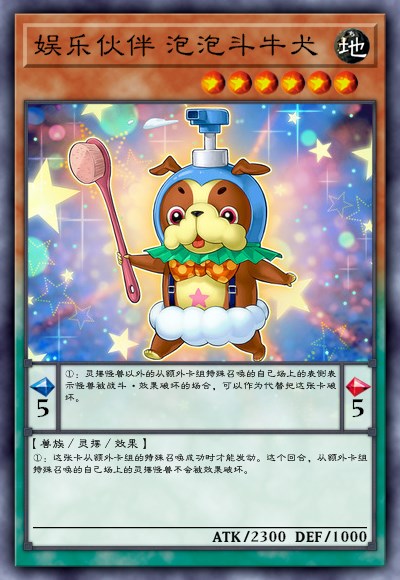 娱乐伙伴 泡泡斗牛犬
地
①：灵摆怪兽以外的从额外卡组特殊召唤的自己场上的表侧表
示怪兽被战斗·效果破坏的场合，可以作为代替把这张卡破
坏。
5
5
【兽族／灵摆／效果】
①：这张卡从额外卡组的特殊召唤成功时才能发动。这个回合，从额外卡组
特殊召唤的自己场上的灵摆怪兽不会被效果破坏。
ATK/2300 DEF/1000